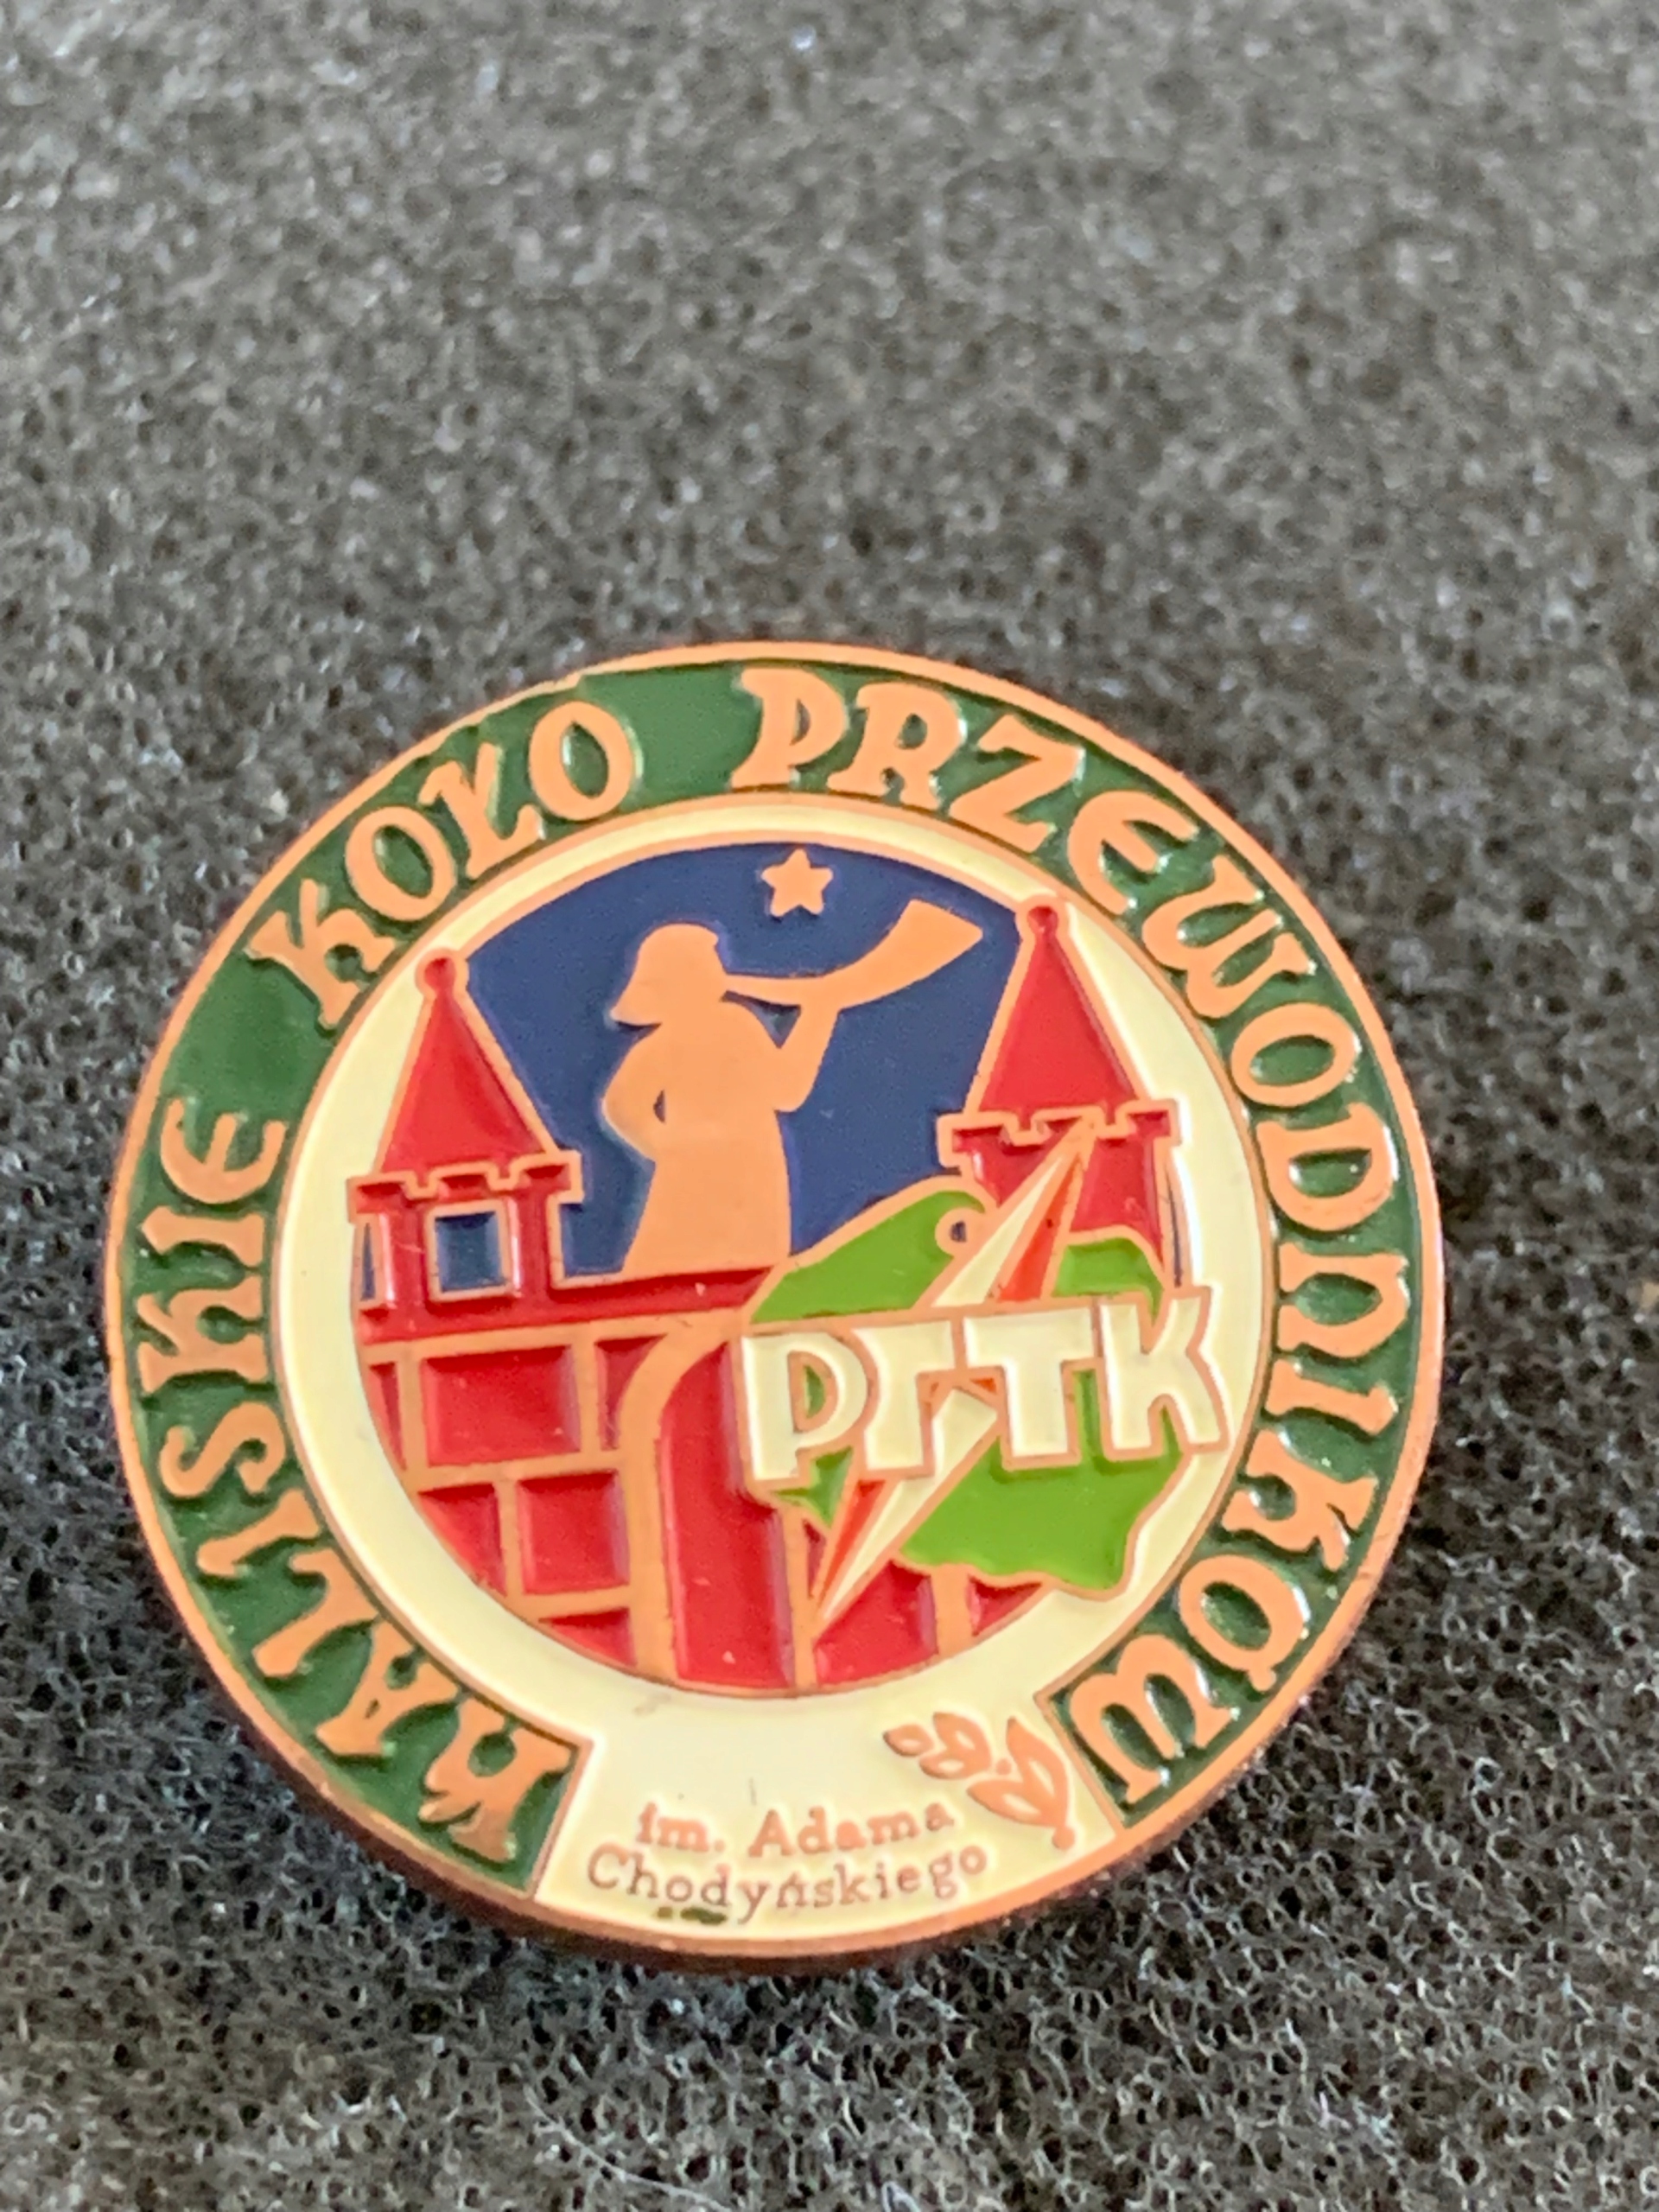 KALISKIE KOŁO PRZEWODNIKÓW
PTTK
im. Adama
Chodyńskiego